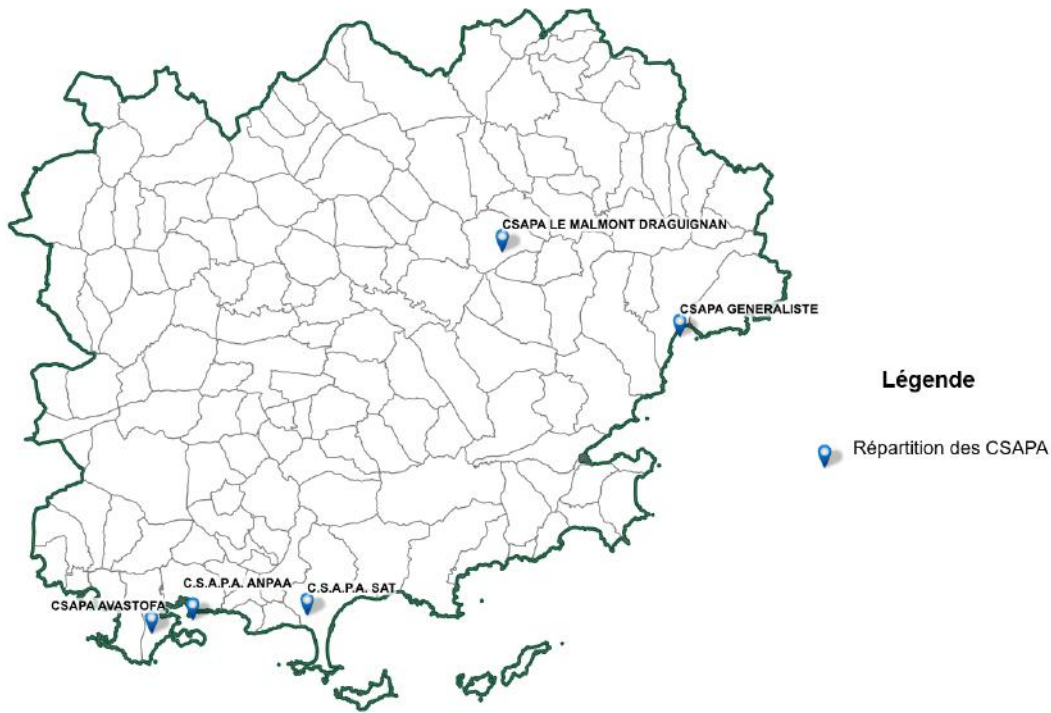 CSAPA LE MALMONT DRAGUIGNAN
CSAPA GENERALISTE
Légende
Répartition des CSAPA
C.S.A.P.A. ANPAA
C.S.A.P.A. SAT
CSAPA AVASTOFA